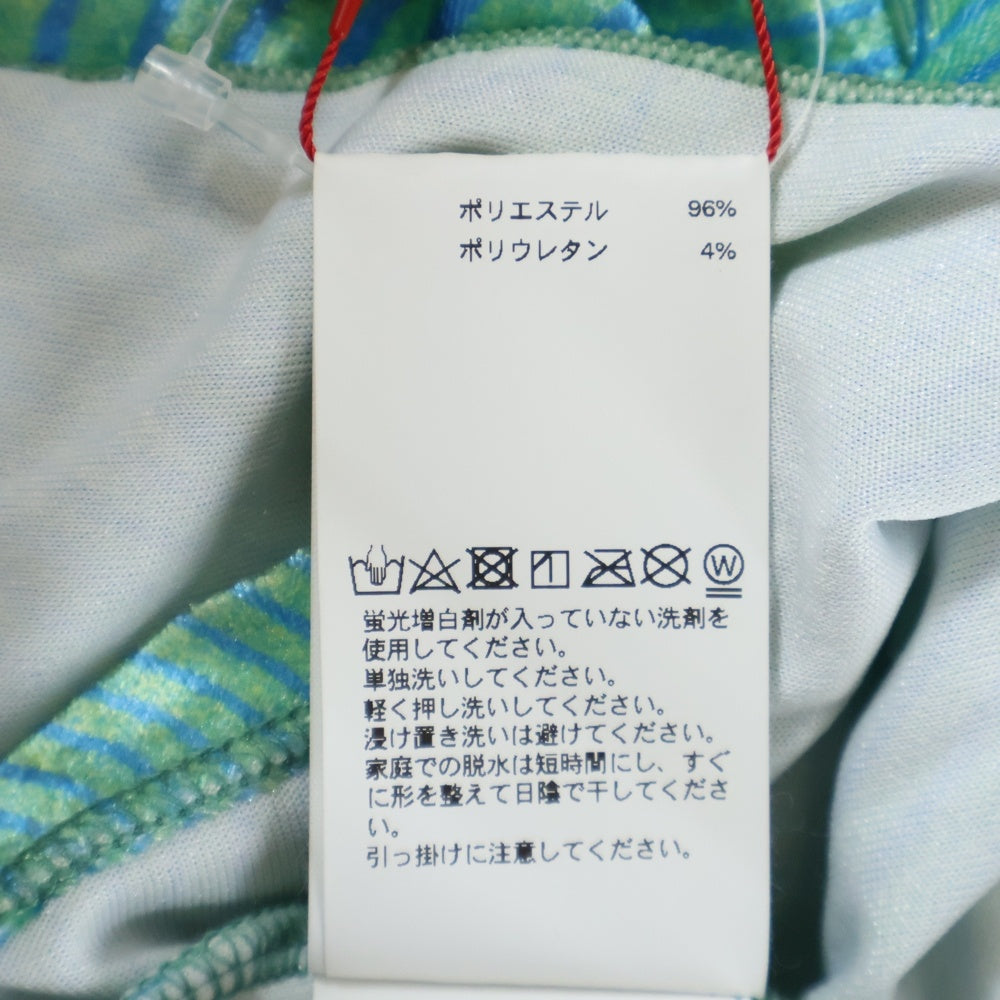 ポリエステル 96%
ポリウレタン 4%
W
蛍光増白剤が入っていない洗剤を
使用してください。
単独洗いしてください。
軽く押し洗いしてください。
浸け置き洗いは避けてください。
家庭での脱水は短時間にし、すぐ
に形を整えて日陰で干してくださ
い。
引っ掛けに注意してください。